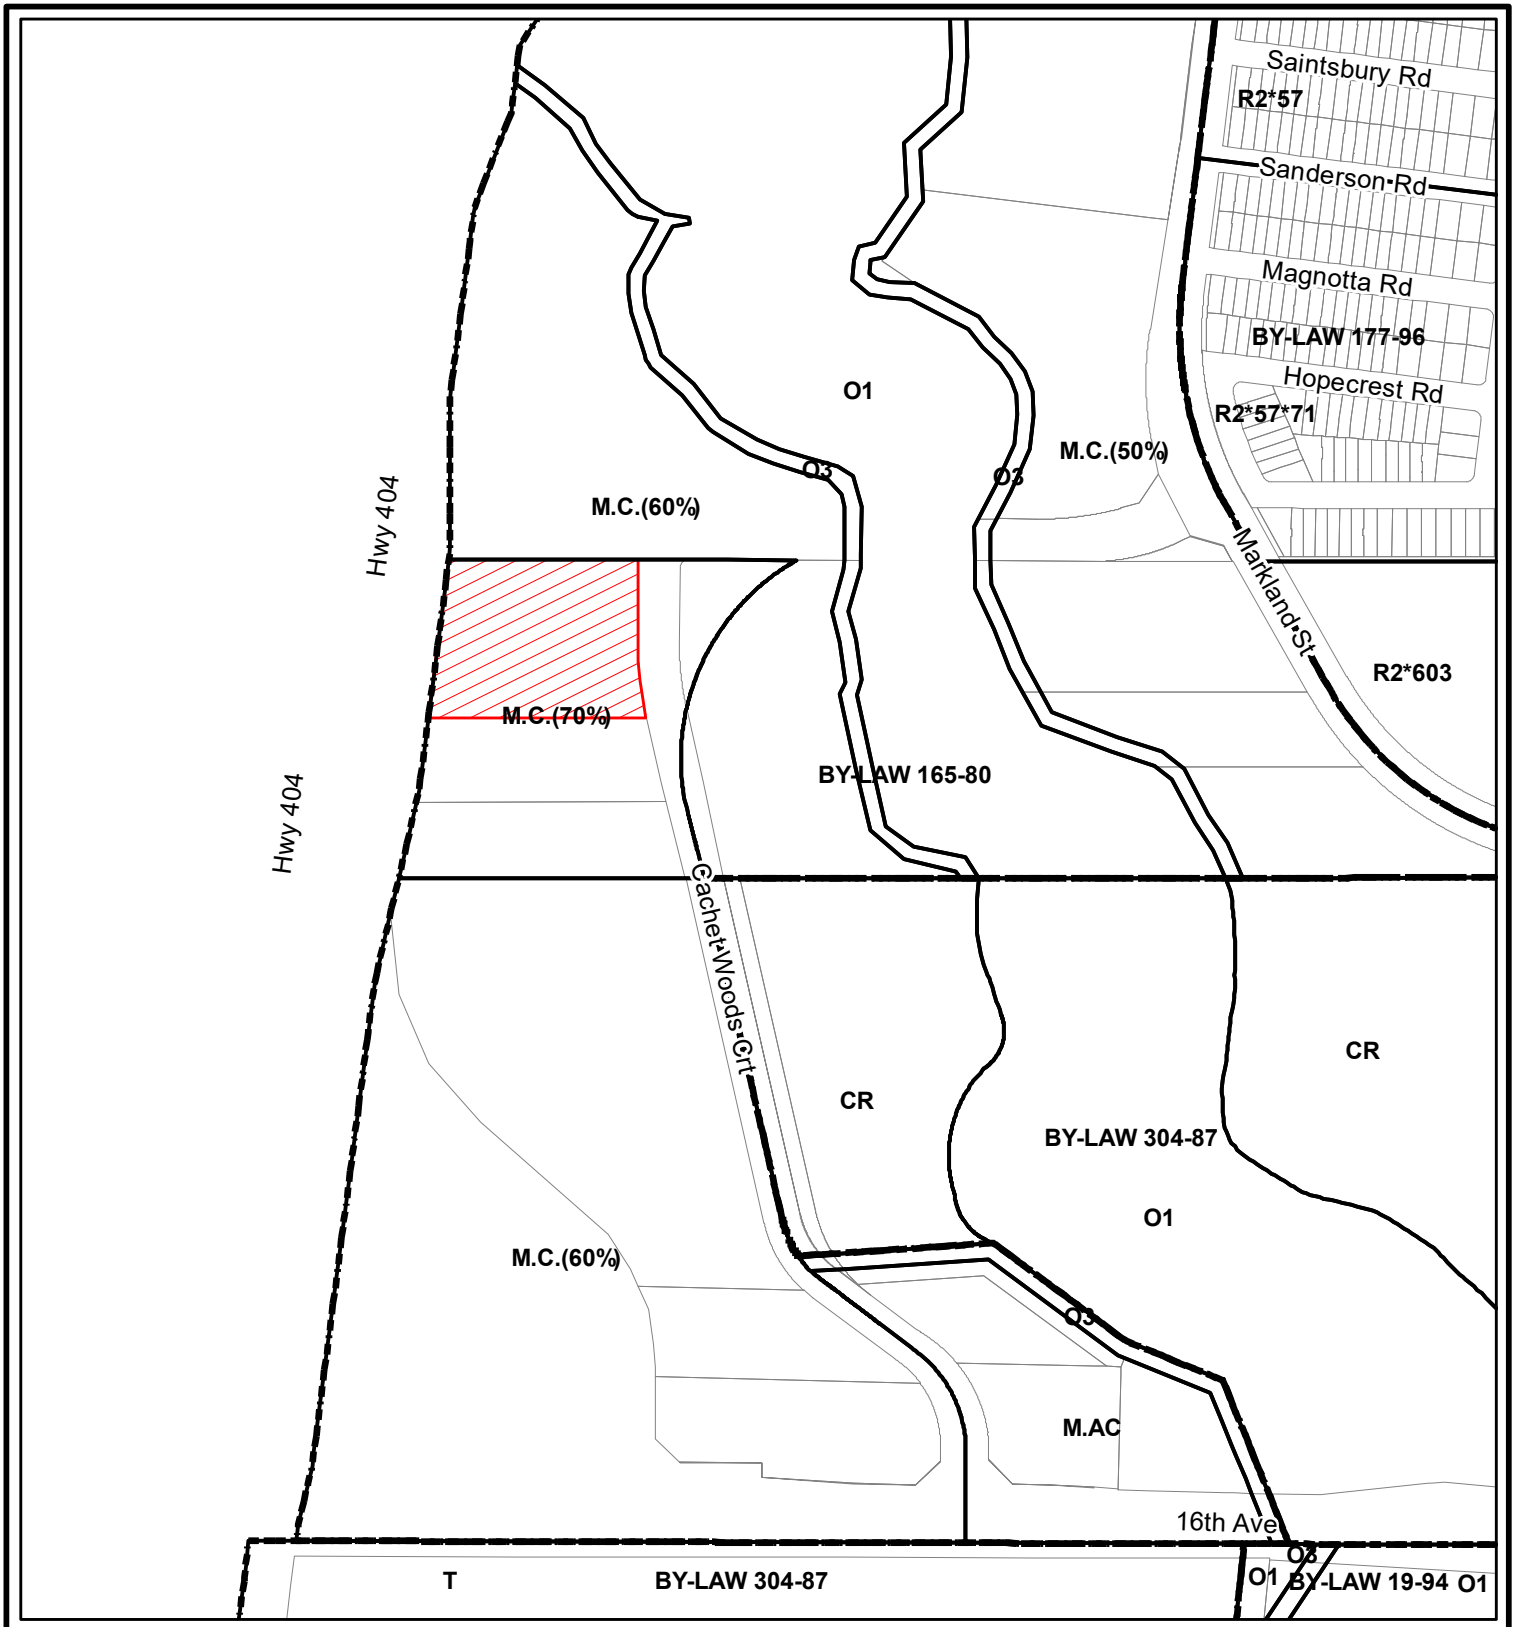 Saintsbury Rd
R2*57
Sanderson Rd
Magnotta Rd
BY-LAW 177-96
Hopecrest Rd
O1
R2*57*71
M.C.(50%)
O3
O3
M.C.(60%)
Hwy 404
Markland St
R2*603
M.C.(70%)
BY-LAW 165-80
Hwy 404
Cachet Woods Crt
CR
CR
BY-LAW 304-87
O1
M.C.(60%)
O3
M.AC
16th Ave
O3
T
BY-LAW 304-87
O1
BY-LAW 19-94
O1